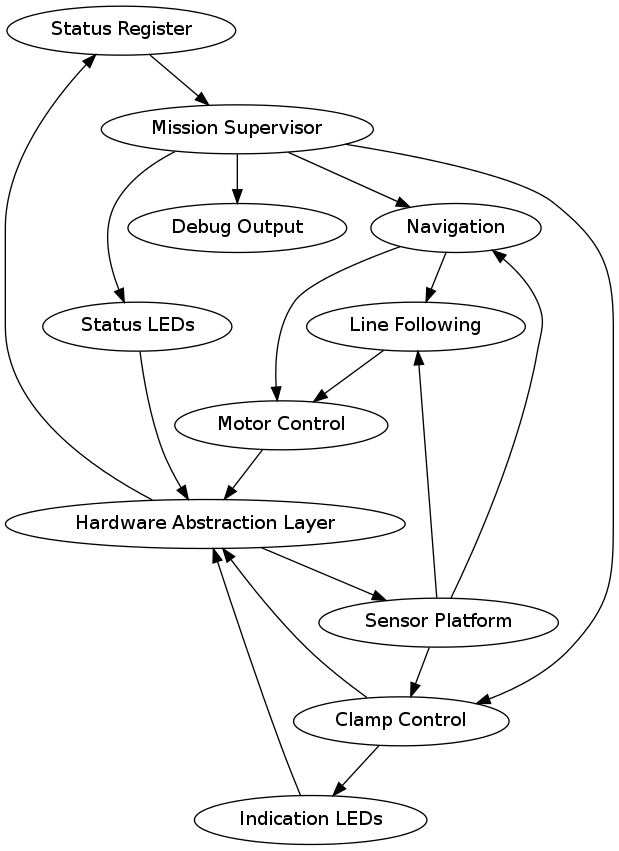 Status Register
Mission Supervisor
Debug Output
Navigation
Status LEDs
Line Following
Motor Control
Hardware Abstraction Layer
Sensor Platform
Clamp Control
Indication LEDs